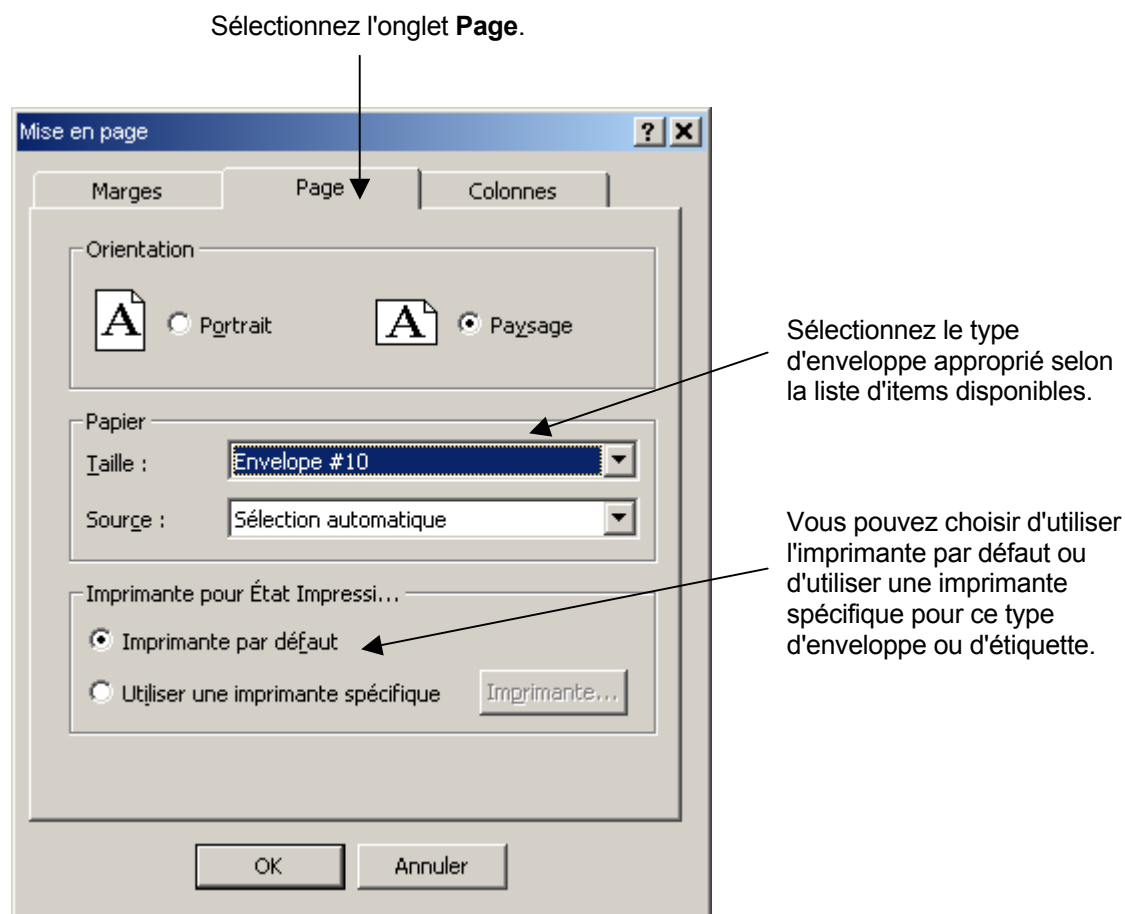 Sélectionnez l'onglet Page.
Mise en page
Marges
Page
Colonnes
Orientation
A
Portrait
A
Paysage
Sélectionnez le type
d'enveloppe approprié selon
la liste d'items disponibles.
Papier
Taille :
Envelope #10
Source :
Sélection automatique
Vous pouvez choisir d'utiliser
l'imprimante par défaut ou
d'utiliser une imprimante
spécifique pour ce type
d'enveloppe ou d'étiquette.
Imprimante pour État Impressi...
Imprimante par défaut
Utiliser une imprimante spécifique
Imprimante...
OK
Annuler